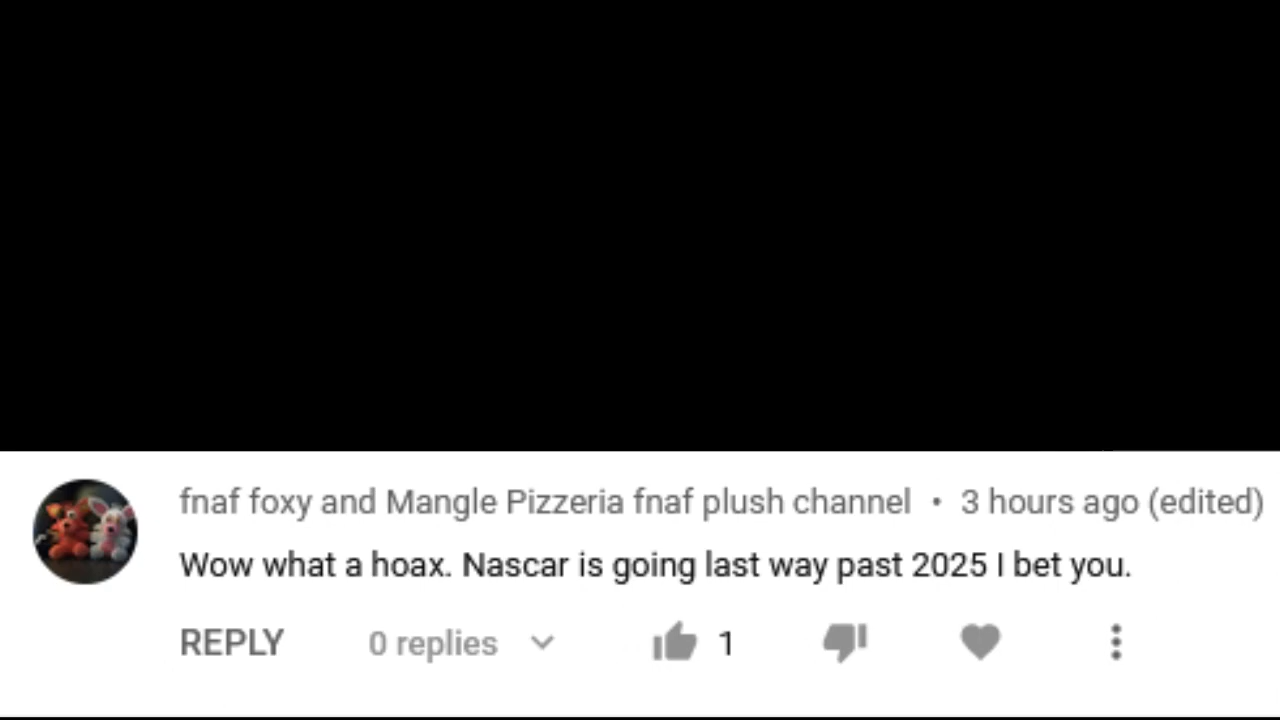 fnaf foxy and Mangle Pizzeria fnaf plush channel • 3 hours ago (edited)
Wow what a hoax. Nascar is going last way past 2025 I bet you.
REPLY 0 replies 1